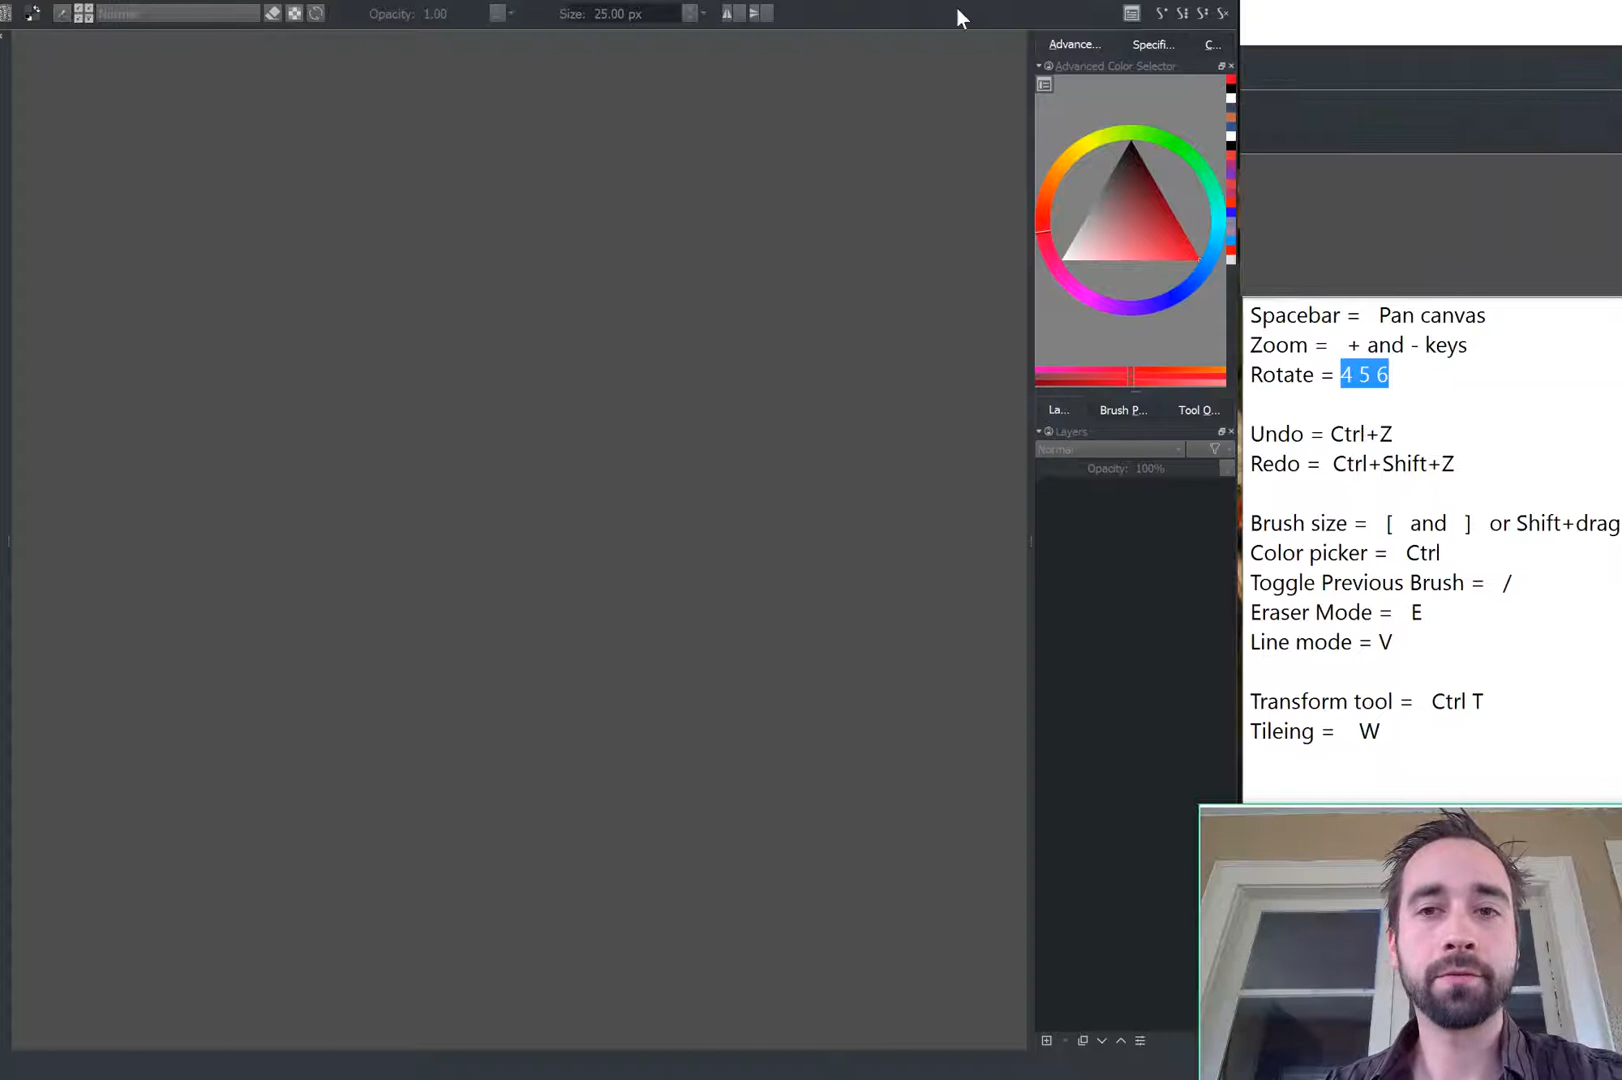 Normal
Opacity: 1.00
Size: 25.00 px
Advance...
Specifi...
C...
Advanced Color Selector
La...
Brush P...
Tool O...
Layers
Normal
Opacity: 100%
Spacebar = Pan canvas
Zoom = + and - keys
Rotate = 4 5 6
Undo = Ctrl+Z
Redo = Ctrl+Shift+Z
Brush size = [ and ] or Shift+drag
Color picker = Ctrl
Toggle Previous Brush = /
Eraser Mode = E
Line mode = V
Transform tool = Ctrl T
Tileing = W